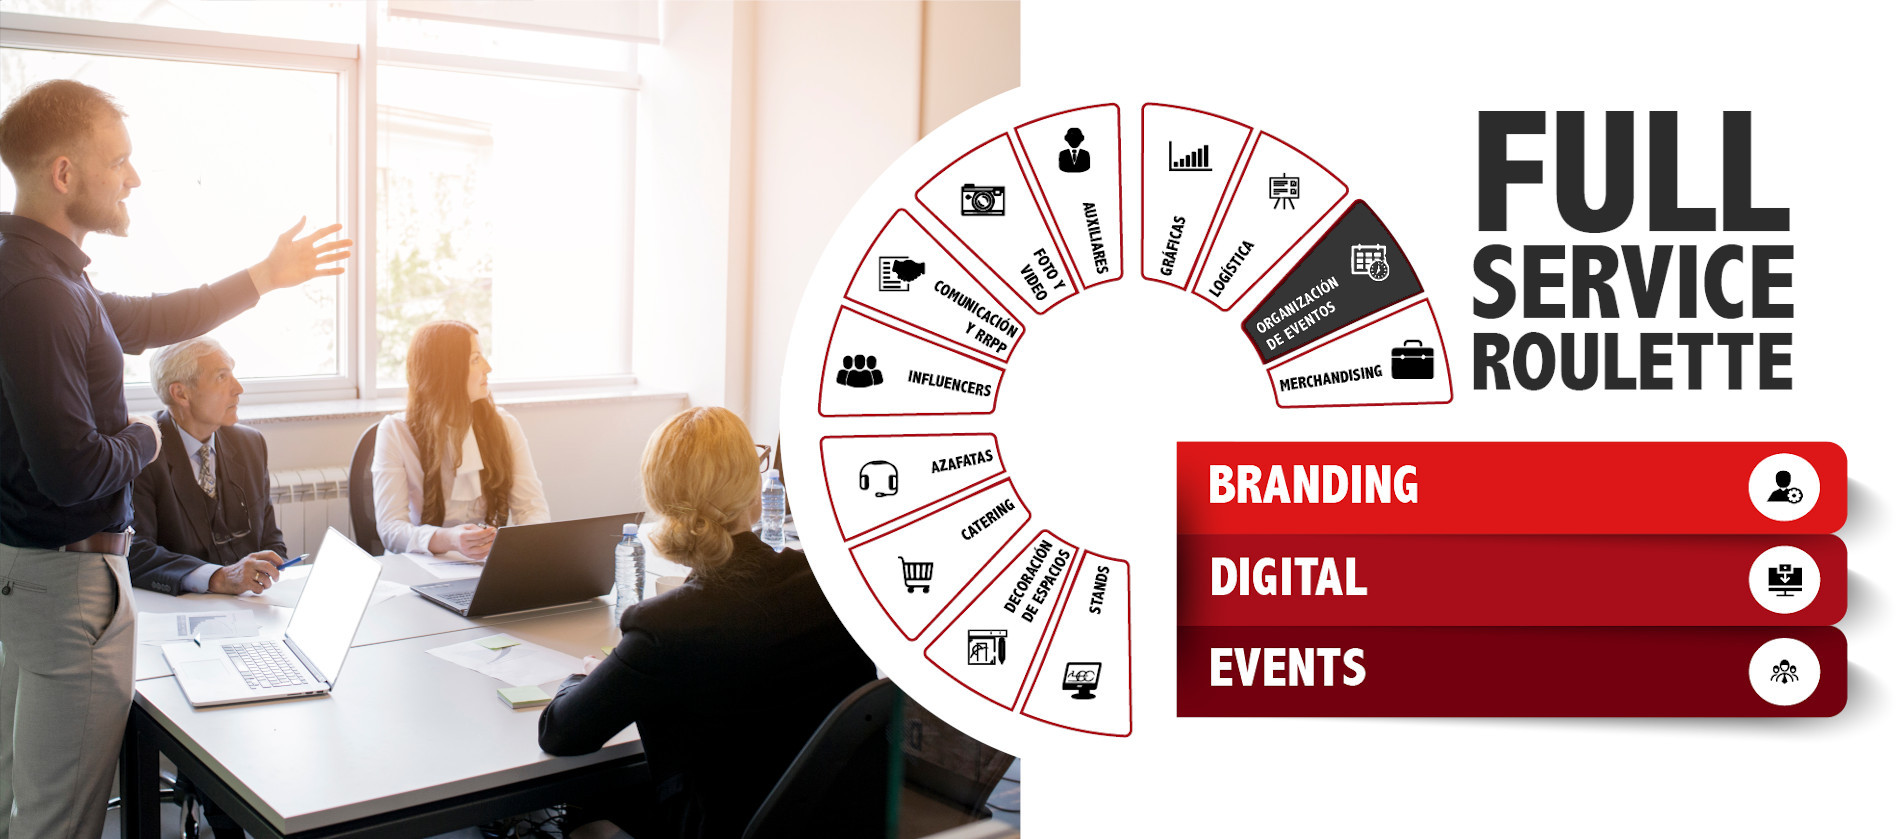 FULL
SERVICE
ROULETTE
STANDS
DECORACIÓN
DE ESPACIOS
CATERING
AZAFATAS
INFLUENCERS
COMUNICACIÓN
Y RRPP
FOTO Y
VIDEO
AUXILIARES
GRÁFICAS
LOGÍSTICA
ORGANIZACIÓN
DE EVENTOS
MERCHANDISING
BRANDING
DIGITAL
EVENTS